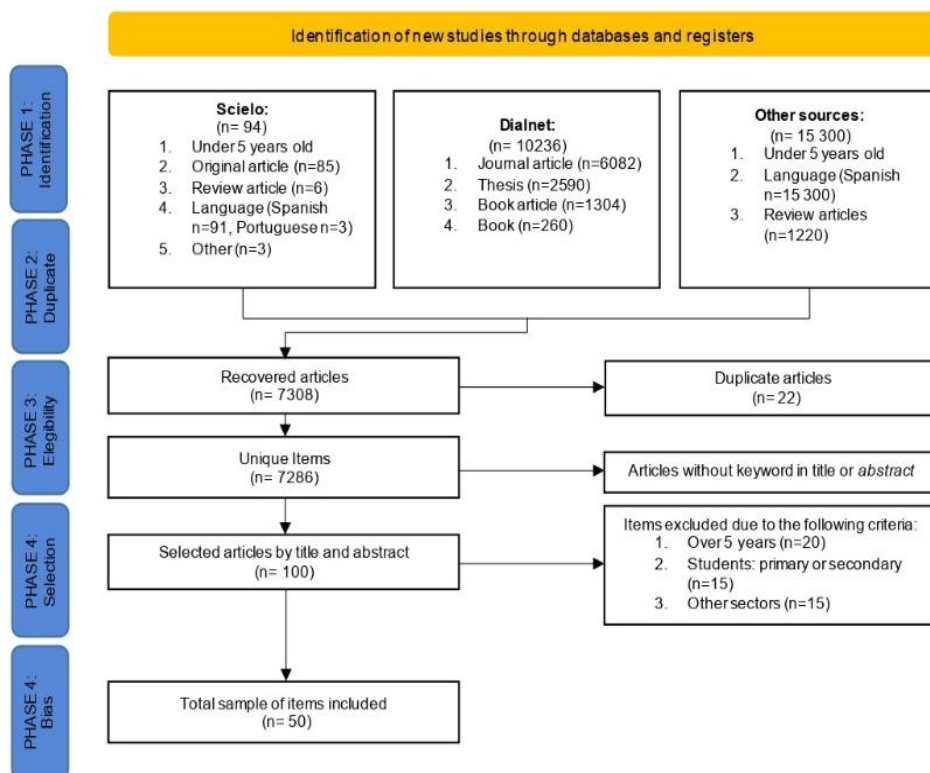 Identification of new studies through databases and registers
PHASE 1:
Identification
Scielo:
(n= 94)
1. Under 5 years old
2. Original article (n=85)
3. Review article (n=6)
4. Language (Spanish
n=91, Portuguese n=3)
5. Other (n=3)
Dialnet:
(n= 10236)
1. Journal article (n=6082)
2. Thesis (n=2590)
3. Book article (n=1304)
4. Book (n=260)
Other sources:
(n= 15 300)
1. Under 5 years old
2. Language (Spanish
n=15 300)
3. Review articles
(n=1220)
PHASE 2:
Duplicate
Recovered articles
(n= 7308)
Duplicate articles
(n= 22)
PHASE 3:
Elegibility
Unique Items
(n= 7286)
Articles without keyword in title or abstract
PHASE 4:
Selection
Selected articles by title and abstract
(n= 100)
Items excluded due to the following criteria:
1. Over 5 years (n=20)
2. Students: primary or secondary
(n=15)
3. Other sectors (n=15)
PHASE 4:
Bias
Total sample of items included
(n= 50)